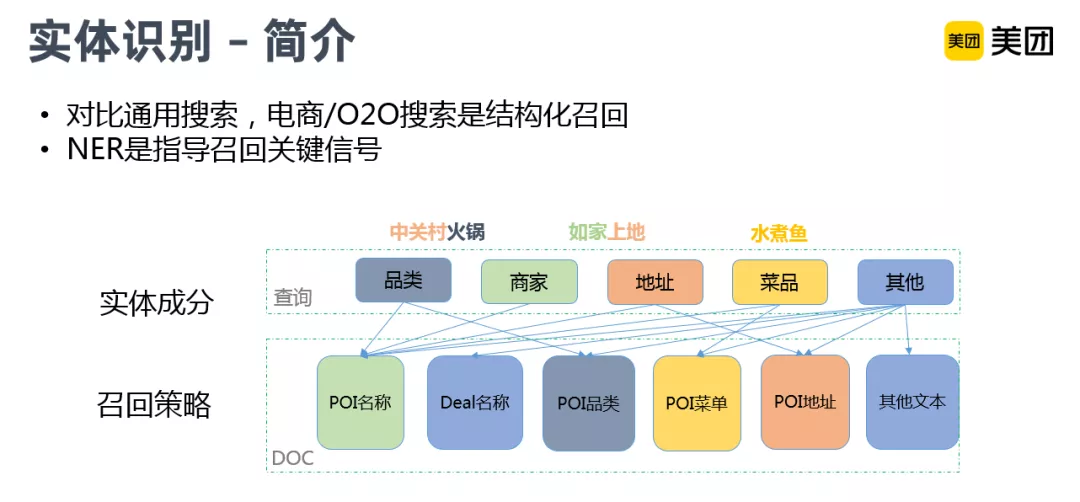 实体识别 – 简介
美团 美团
• 对比通用搜索，电商/O2O搜索是结构化召回
• NER是指导召回关键信号
中关村火锅 如家上地 水煮鱼
实体成分
查询
品类 商家 地址 菜品 其他
召回策略
POI名称 Deal名称 POI品类 POI菜单 POI地址 其他文本
DOC